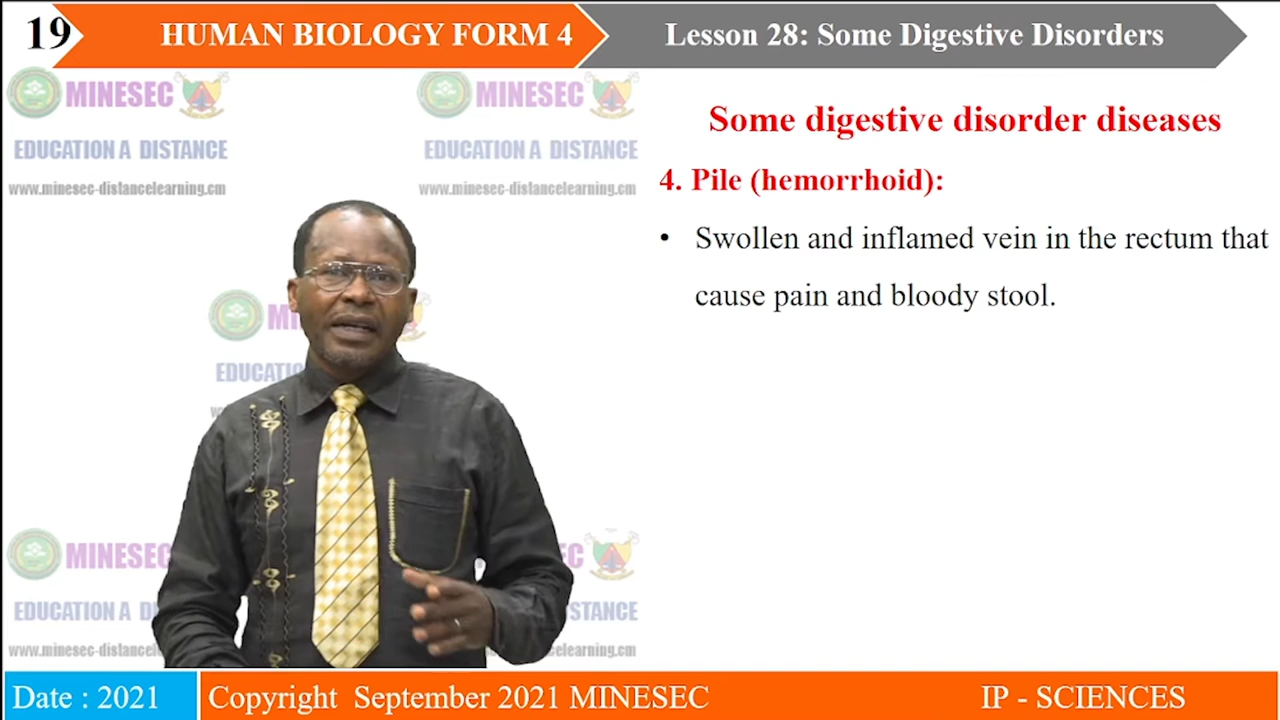 19
HUMAN BIOLOGY FORM 4
Lesson 28: Some Digestive Disorders
MINESEC
EDUCATION A DISTANCE
www.minesec-distancelearning.cm
MINESEC
EDUCATION A DISTANCE
www.minesec-distancelearning.cm
Some digestive disorder diseases
4. Pile (hemorrhoid):
• Swollen and inflamed vein in the rectum that
cause pain and bloody stool.
MINESEC
Date : 2021
Copyright September 2021 MINESEC
IP - SCIENCES